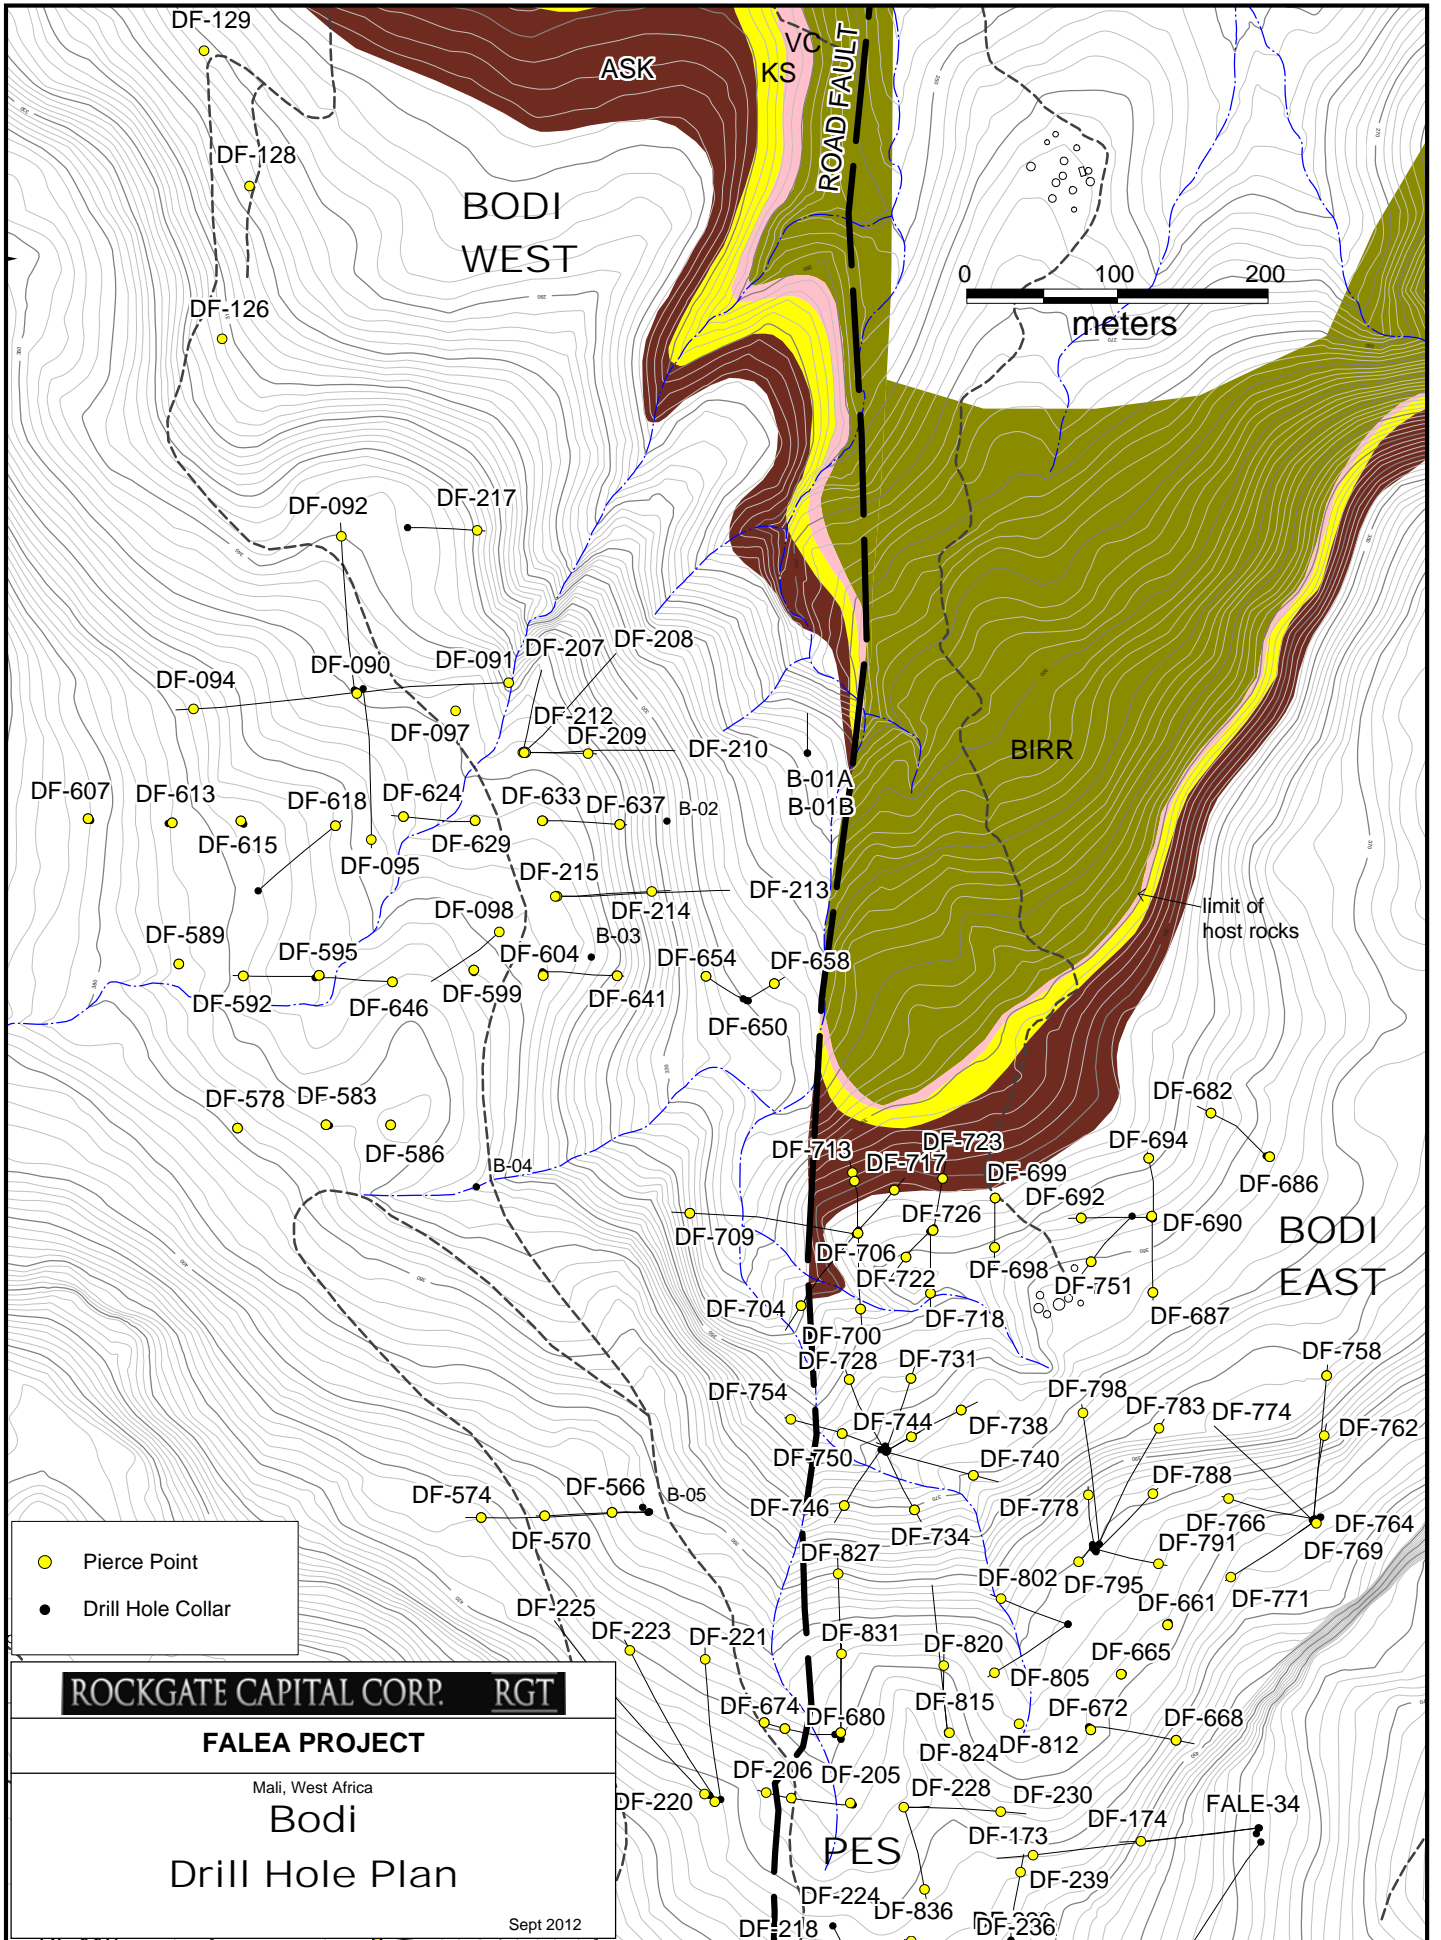 DF-129
ASK
VC
KS
ROAD FAULT
DF-128
BODI
WEST
0 100 200
meters
DF-126
DF-092
DF-217
DF-207
DF-208
DF-091
DF-090
DF-094
DF-097
DF-212
DF-209
DF-210
BIRR
B-01A
B-01B
DF-607
DF-613
DF-618
DF-624
DF-633
DF-637
B-02
DF-615
DF-629
DF-095
DF-215
DF-213
DF-214
limit of
host rocks
DF-098
B-03
DF-589
DF-595
DF-604
DF-654
DF-658
DF-592
DF-646
DF-599
DF-641
DF-650
DF-578
DF-583
DF-586
B-04
DF-682
DF-713
DF-723
DF-717
DF-694
DF-699
DF-692
DF-686
DF-726
DF-690
DF-709
DF-706
DF-722
DF-698
DF-751
BODI
EAST
DF-704
DF-718
DF-687
DF-700
DF-728
DF-731
DF-758
DF-754
DF-798
DF-783
DF-774
DF-744
DF-738
DF-762
DF-750
DF-740
DF-788
DF-574
DF-566
B-05
DF-746
DF-734
DF-778
DF-766
DF-764
DF-570
DF-791
DF-769
DF-827
DF-802
DF-795
DF-771
DF-661
Pierce Point
Drill Hole Collar
DF-225
DF-223
DF-221
DF-831
DF-820
DF-665
DF-805
DF-815
DF-674
DF-680
DF-672
DF-668
DF-824
DF-812
DF-206
DF-205
DF-228
DF-230
DF-220
DF-174
FALE-34
DF-173
PES
DF-239
DF-224
DF-836
DF-218
DF-236
ROCKGATE CAPITAL CORP. RGT
FALEA PROJECT
Mali, West Africa
Bodi
Drill Hole Plan
Sept 2012